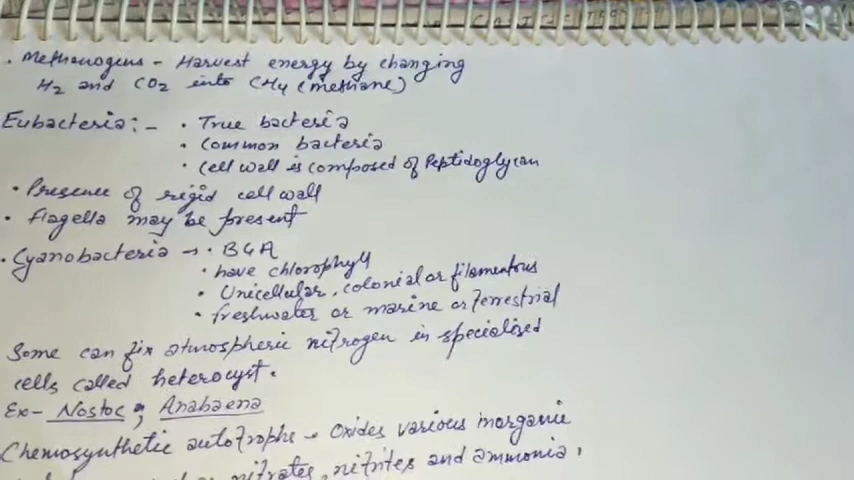 . Methanogens - Harvest energy by changing
H2 and CO2 into CH4 (methane)
Eubacteria:- . True bacteria
. Common bacteria
. cell wall is composed of Peptidoglycan
. Presence of rigid cell wall
. flagella may be present
. Cyanobacteria → . BGA
. have chlorophyll
. Unicellular, colonial or filamentous
. freshwater or marine or terrestrial
Some can fix atmospheric nitrogen in specialised
cells called heterocyst.
Ex- Nostoc, Anabaena
Chemosynthetic autotrophs → Oxides various inorganic
nitrates, nitrites and ammonia,